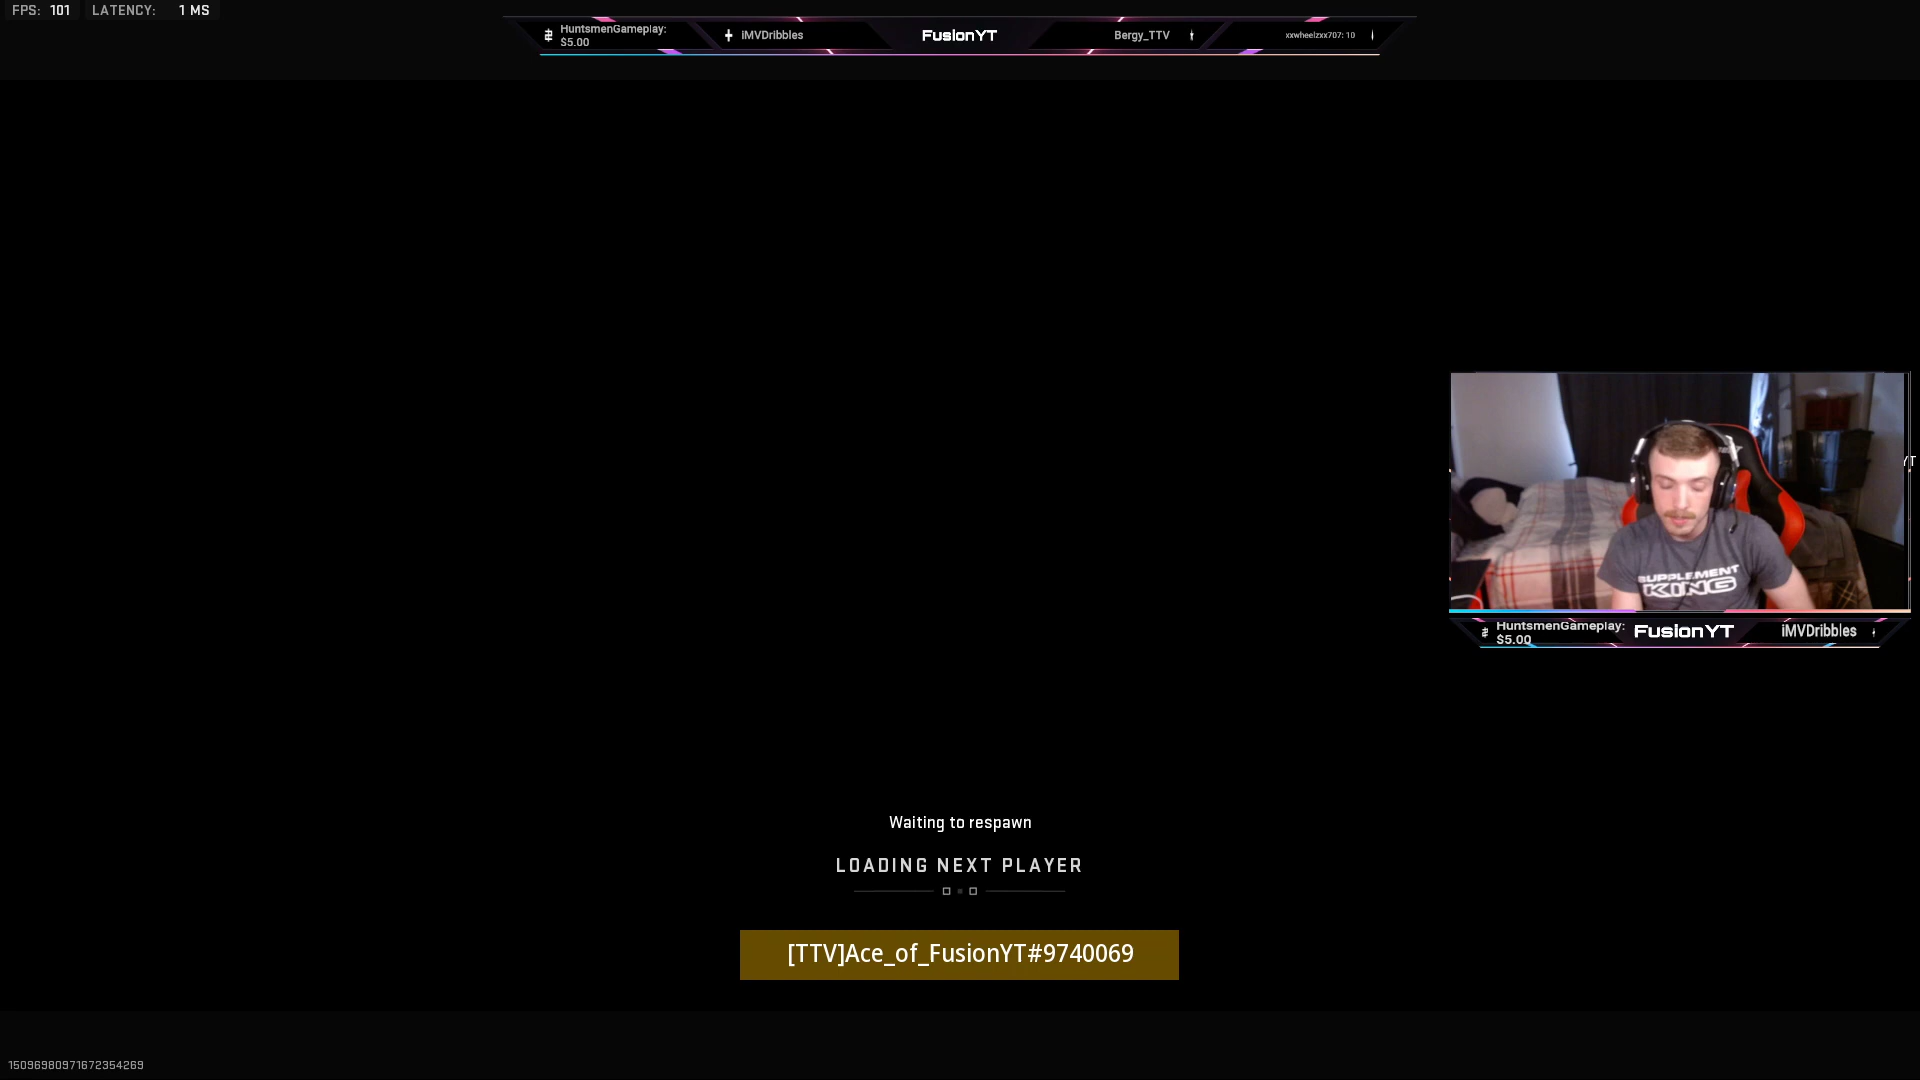 FPS: 101 LATENCY: 1 MS
HuntsmenGameplay:
$5.00
iMVDribbles
FusionYT
Bergy_TTV
xxwheelzxx707: 10
YT
SUPPLEMENT
KING
HuntsmenGameplay:
$5.00
FusionYT
iMVDribbles
Waiting to respawn
LOADING NEXT PLAYER
[TTV]Ace_of_FusionYT#9740069
15096980971672354269